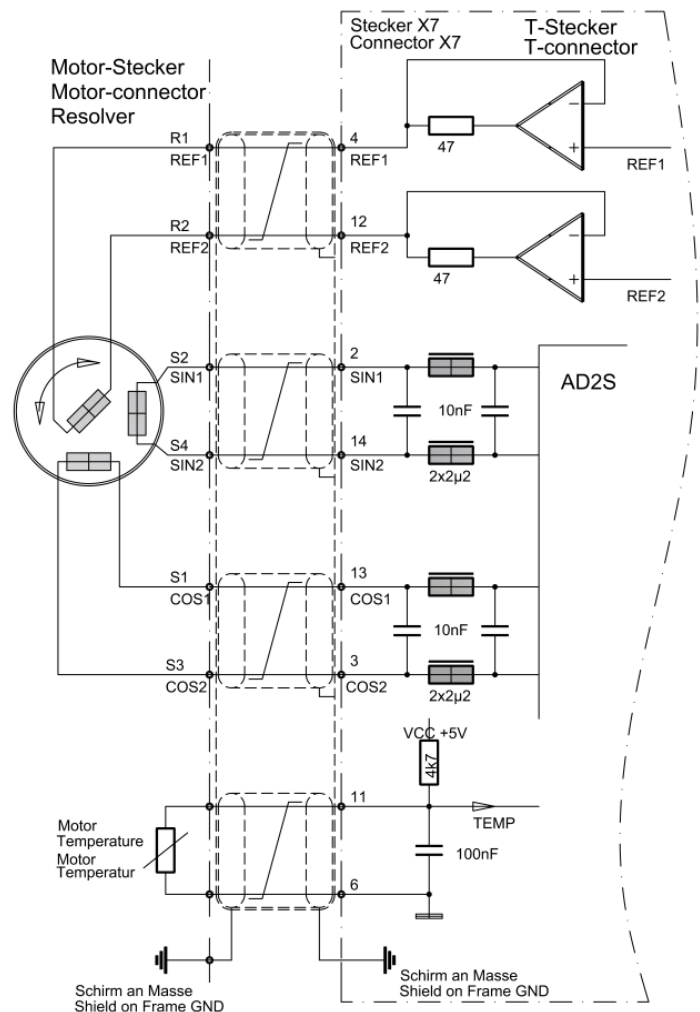 Stecker X7
Connector X7
T-Stecker
T-connector
Motor-Stecker
Motor-connector
Resolver
R1
REF1
4
REF1
47
REF1
R2
REF2
12
REF2
47
REF2
S2
SIN1
2
SIN1
10nF
AD2S
S4
SIN2
14
SIN2
2x2µ2
S1
COS1
13
COS1
10nF
S3
COS2
3
COS2
2x2µ2
VCC +5V
4k7
11
TEMP
Motor
Temperature
Motor
Temperatur
100nF
6
Schirm an Masse
Shield on Frame GND
Schirm an Masse
Shield on Frame GND